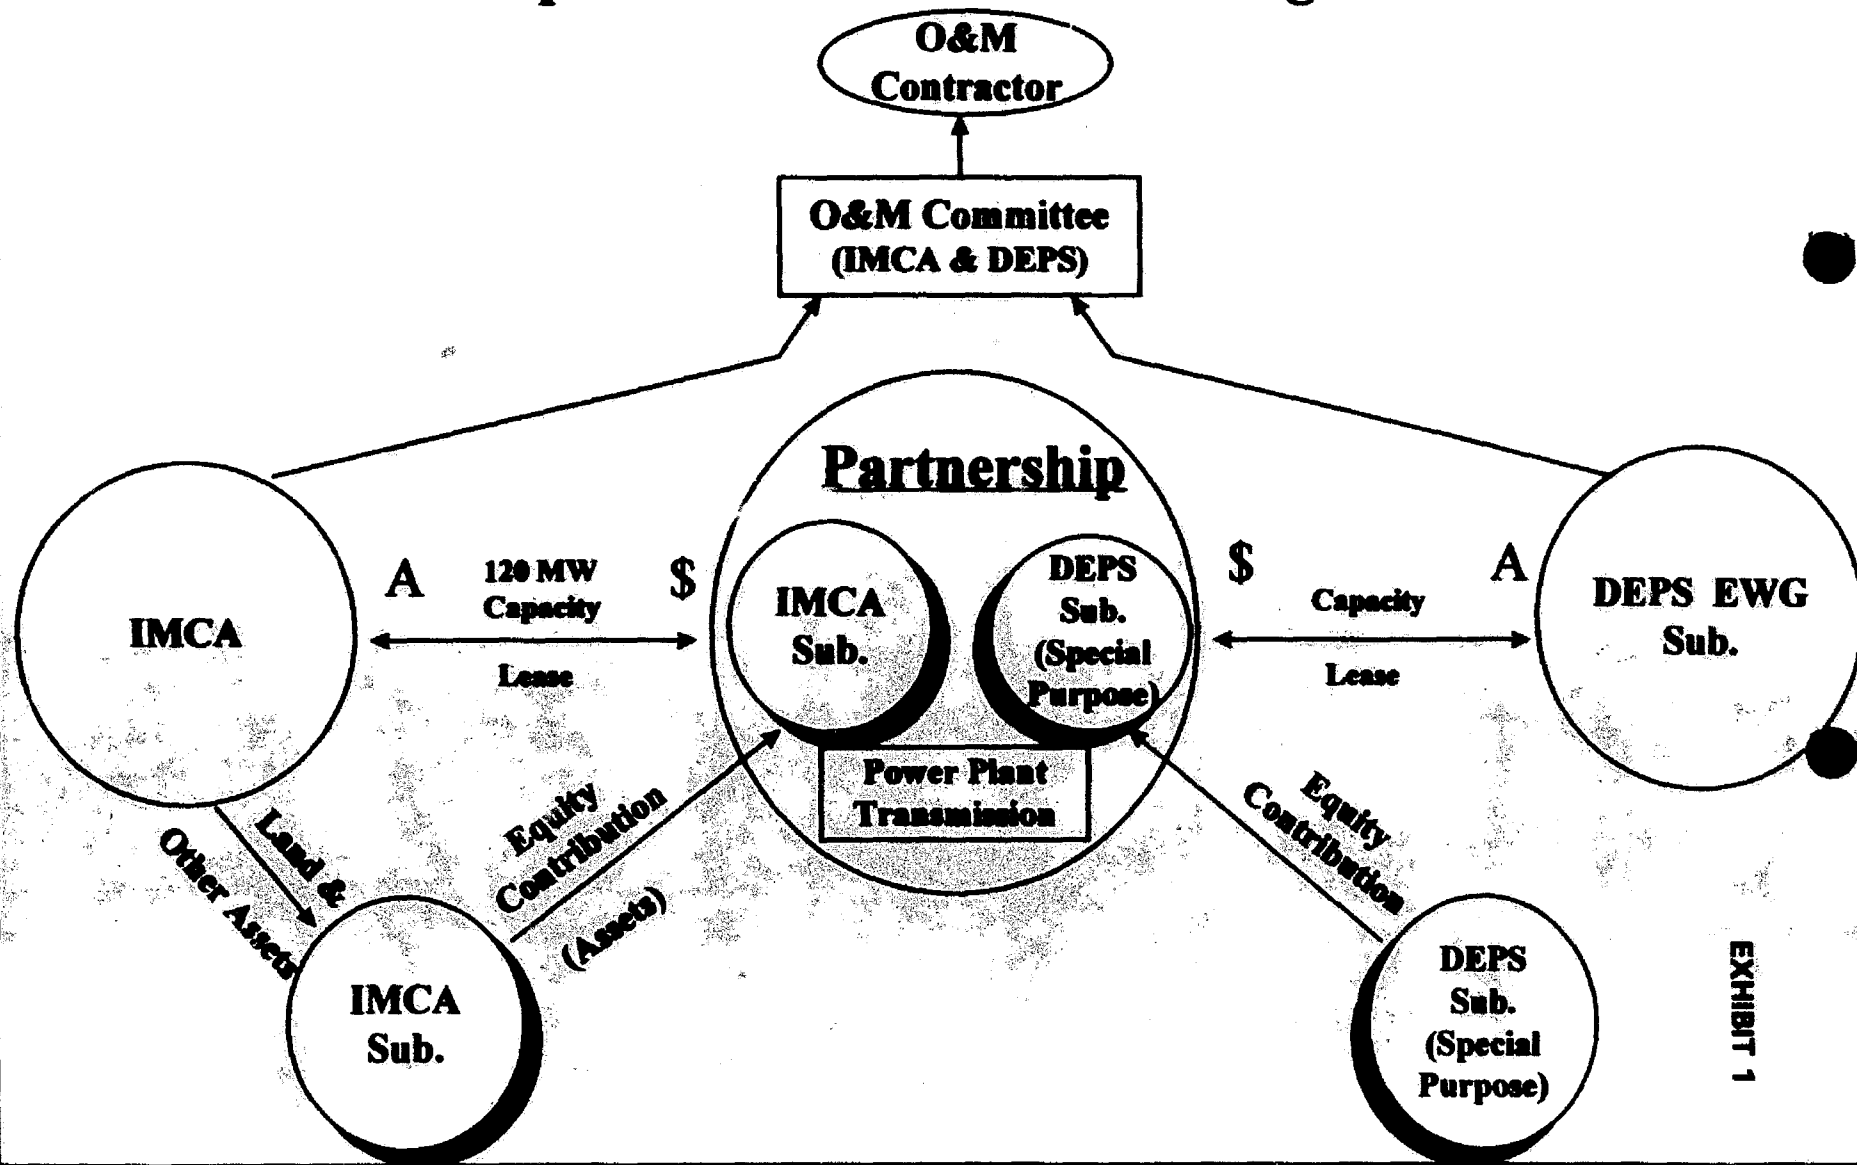 O&M
Contractor
O&M Committee
(IMCA & DEPS)
Partnership
IMCA
A
120 MW
Capacity
$
Lease
IMCA
Sub.
DEPS
Sub.
(Special
Purpose)
$
Capacity
A
Lease
DEPS EWG
Sub.
Power Plant
Transmission
Land &
Other Assets
Equity
Contribution
(Assets)
Equity
Contribution
IMCA
Sub.
DEPS
Sub.
(Special
Purpose)
EXHIBIT 1